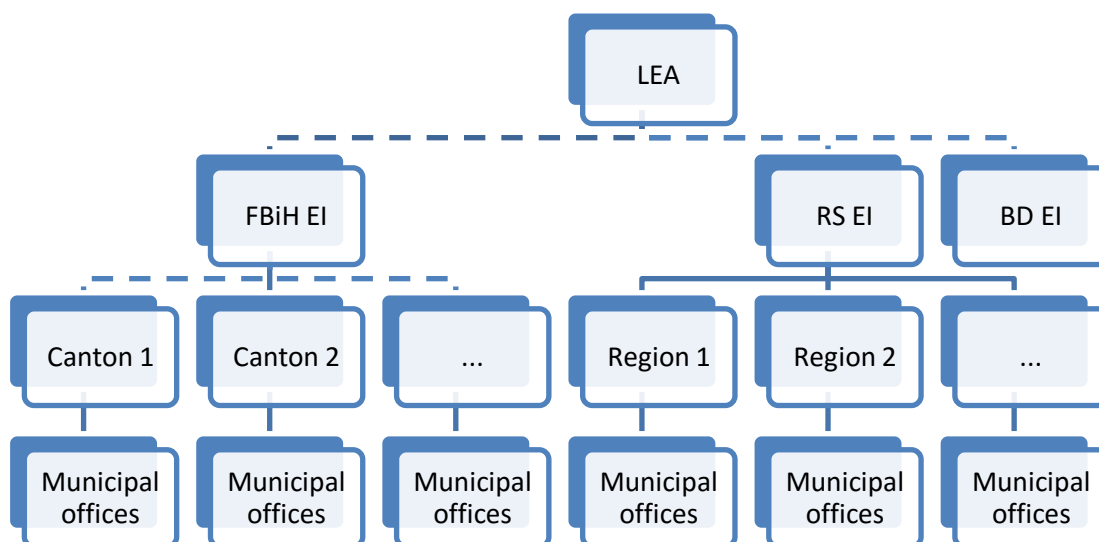 LEA
FBiH EI
RS EI
BD EI
Canton 1
Canton 2
...
Region 1
Region 2
...
Municipal
offices
Municipal
offices
Municipal
offices
Municipal
offices
Municipal
offices
Municipal
offices